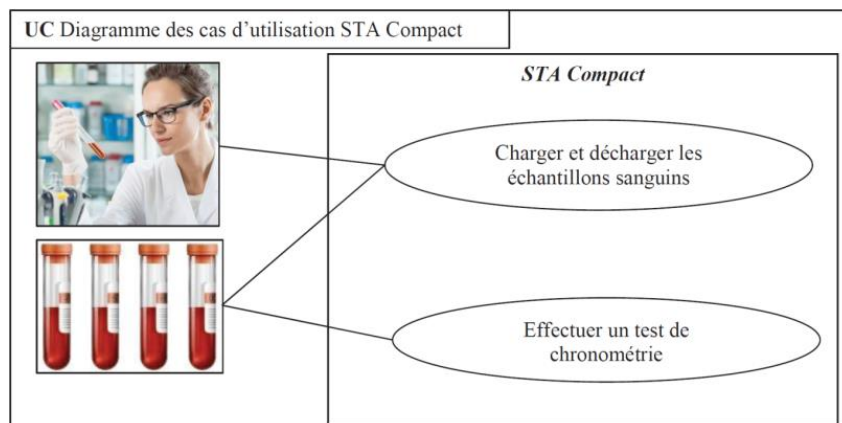 UC Diagramme des cas d’utilisation STA Compact
STA Compact
Charger et décharger les
échantillons sanguins
Effectuer un test de
chronométrie